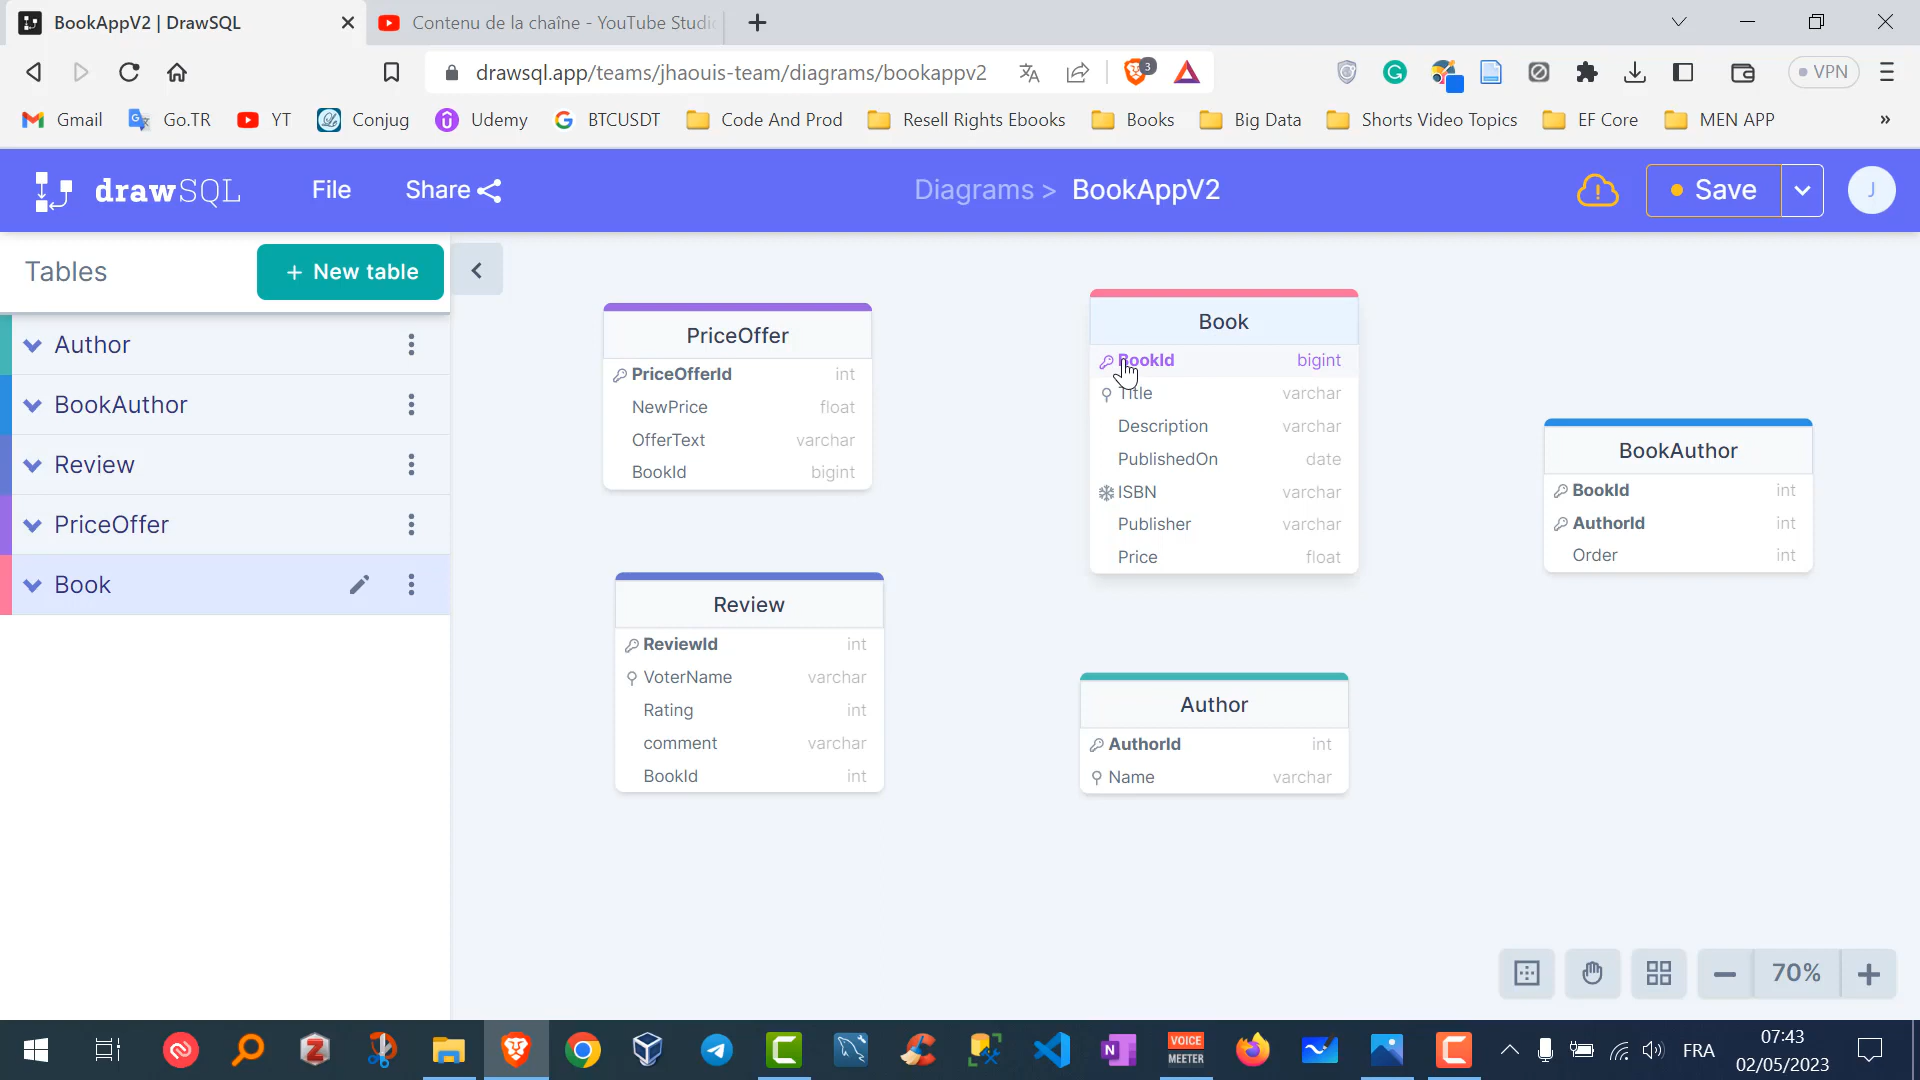 BookAppV2 | DrawSQL
Contenu de la chaîne - YouTube Studi
drawsql.app/teams/jhaouis-team/diagrams/bookappv2
3
VPN
Gmail
Go.TR
YT
Conjug
Udemy
BTCUSDT
Code And Prod
Resell Rights Ebooks
Books
Big Data
Shorts Video Topics
EF Core
MEN APP
»
drawSQL
File
Share
Diagrams > BookAppV2
Save
J
Tables
+ New table
Author
BookAuthor
Review
PriceOffer
Book
PriceOffer
PriceOfferId int
NewPrice float
OfferText varchar
BookId bigint
Book
BookId bigint
Title varchar
Description varchar
PublishedOn date
ISBN varchar
Publisher varchar
Price float
BookAuthor
BookId int
AuthorId int
Order int
Review
ReviewId int
VoterName varchar
Rating int
comment varchar
BookId int
Author
AuthorId int
Name varchar
70%
VOICE
MEETER
FRA
07:43
02/05/2023